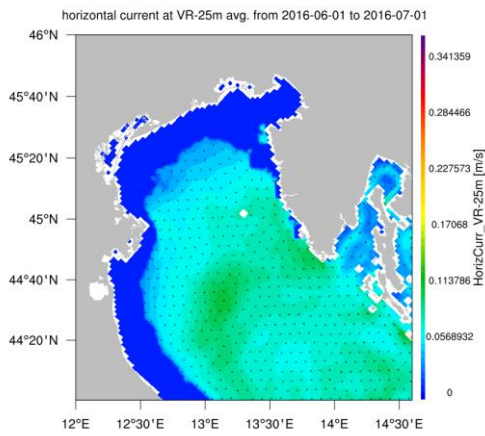 horizontal current at VR-25m avg. from 2016-06-01 to 2016-07-01
46°N
45°40'N
45°20'N
45°N
44°40'N
44°20'N
12°E
12°30'E
13°E
13°30'E
14°E
14°30'E
0.341359
0.284466
0.227573
0.17068
0.113786
0.0568932
0
HorizCurr_VR-25m [m/s]